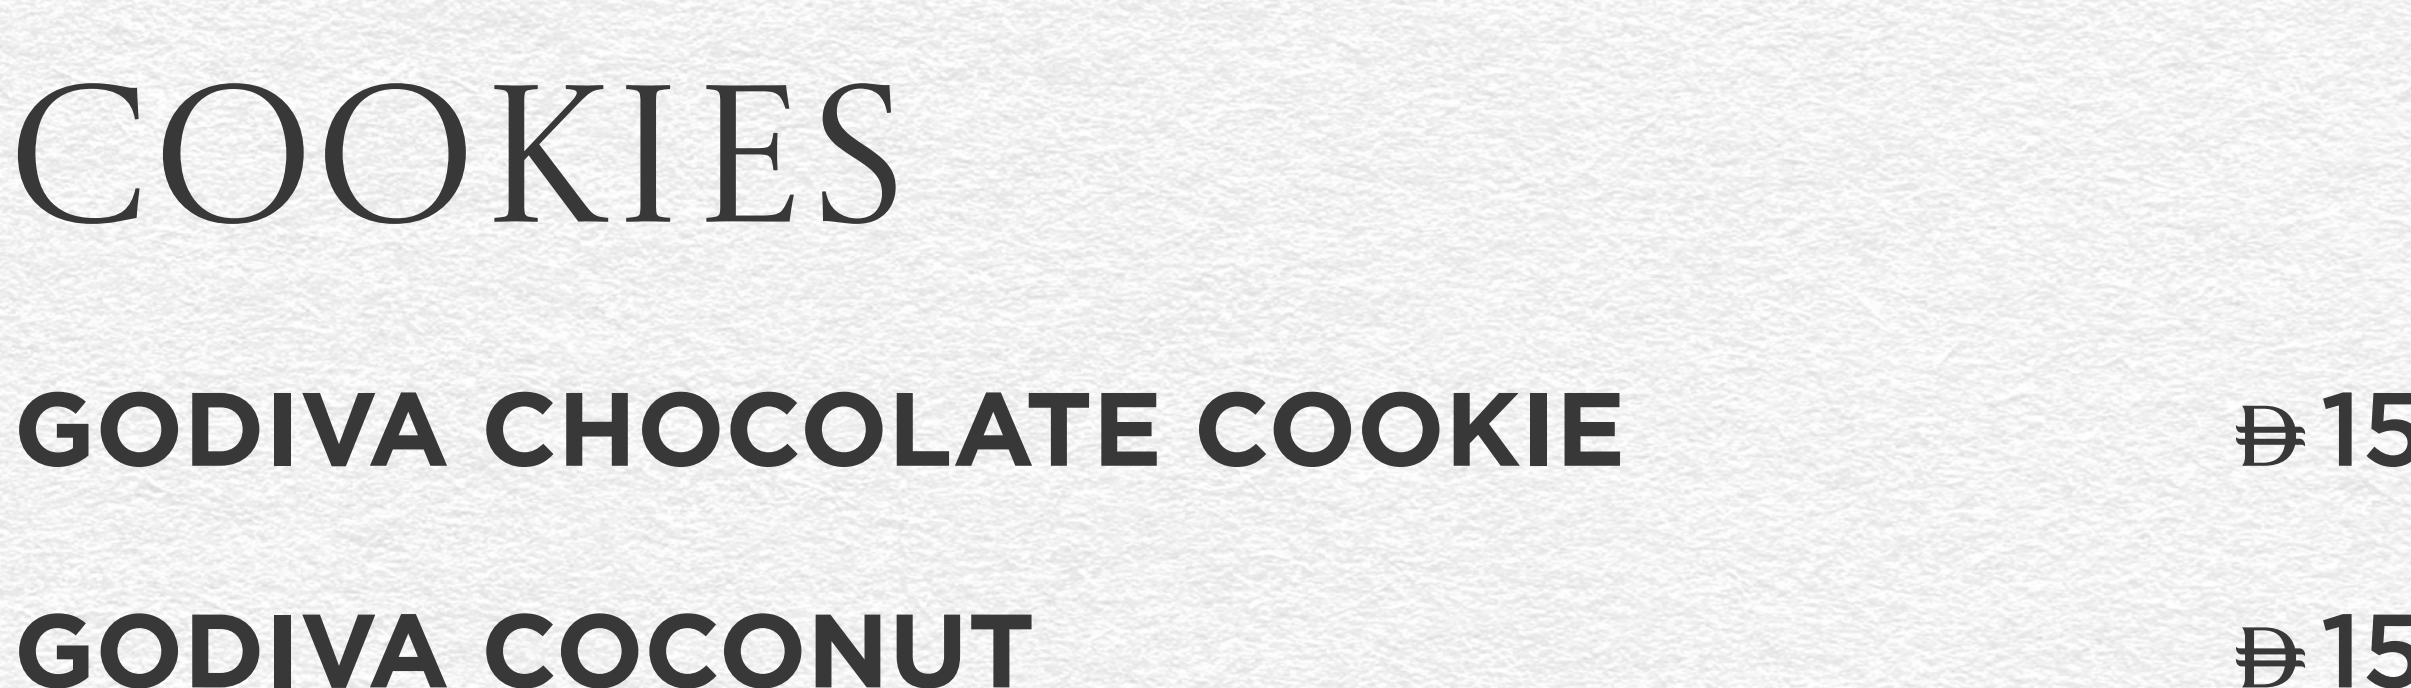 COOKIES
GODIVA CHOCOLATE COOKIE 15
GODIVA COCONUT 15